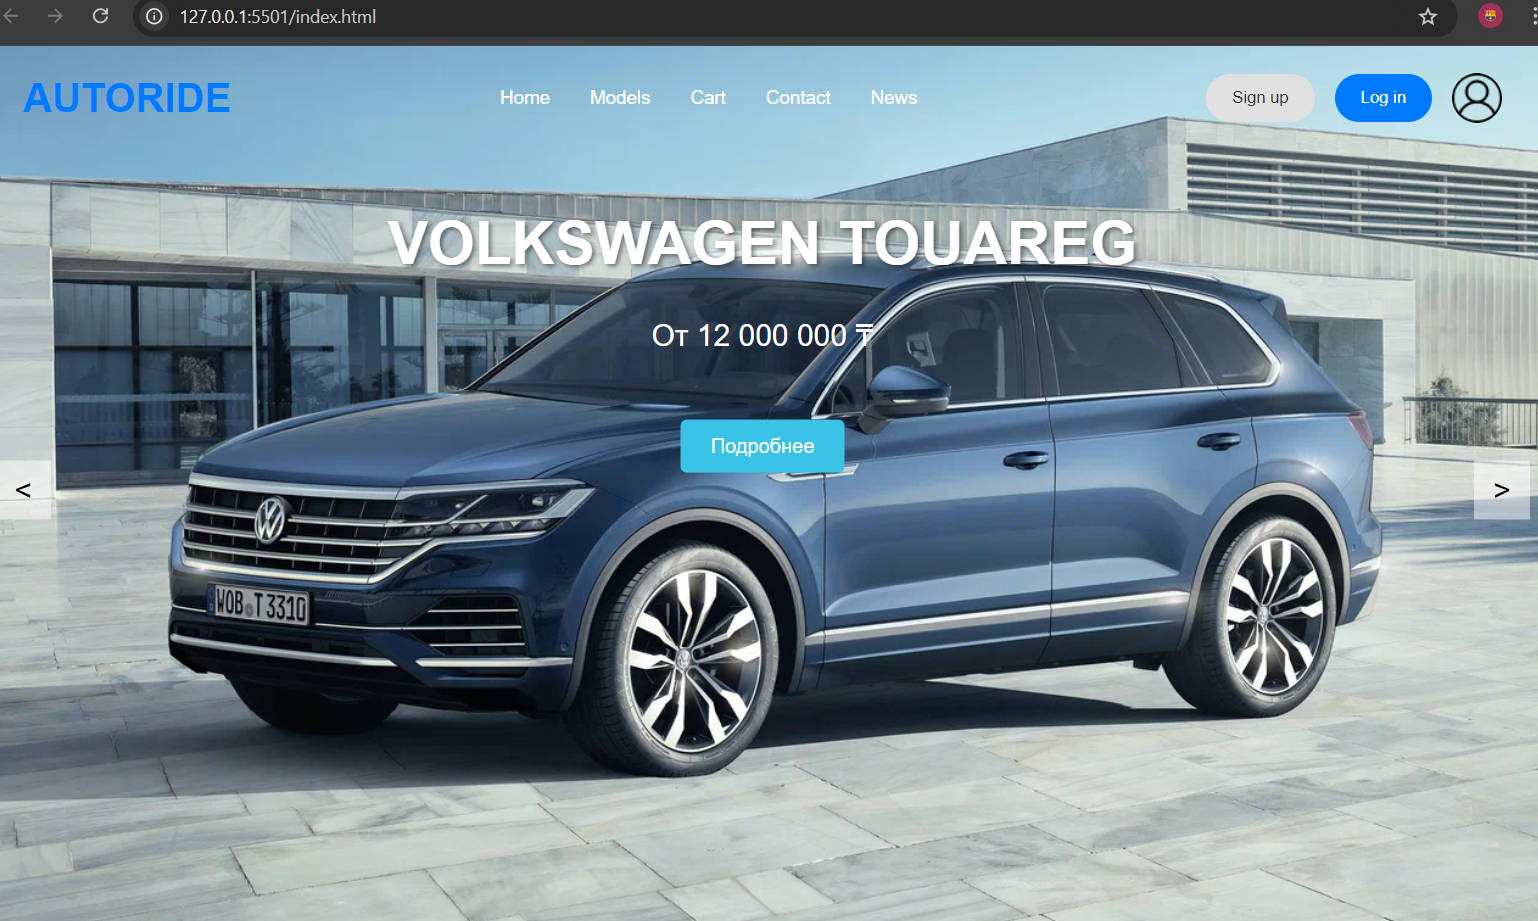 127.0.0.1:5501/index.html
AUTORIDE
Home Models Cart Contact News
Sign up Log in
VOLKSWAGEN TOUAREG
От 12 000 000 ₸
Подробнее
< >
WOB T 3310